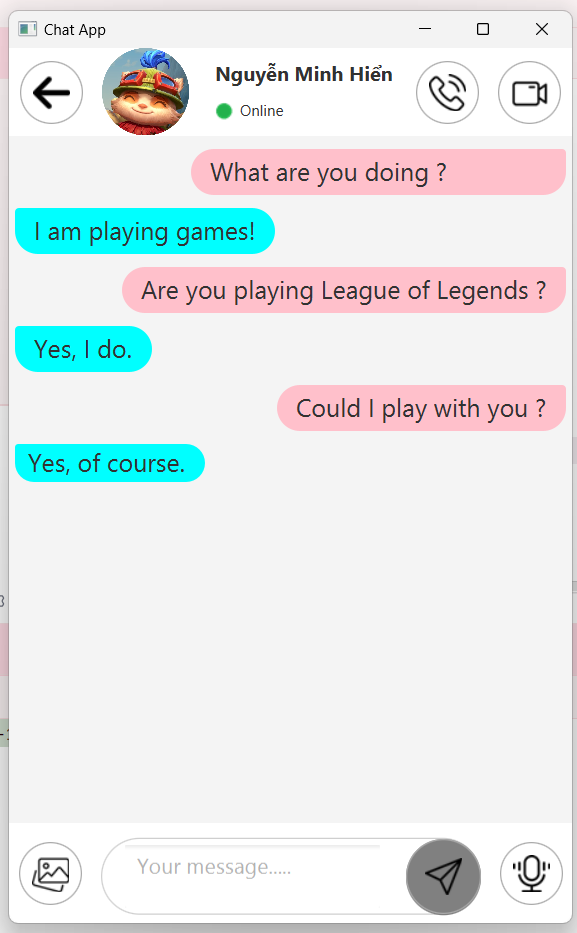 Chat App
Nguyễn Minh Hiển
Online
What are you doing ?
I am playing games!
Are you playing League of Legends ?
Yes, I do.
Could I play with you ?
Yes, of course.
Your message.....